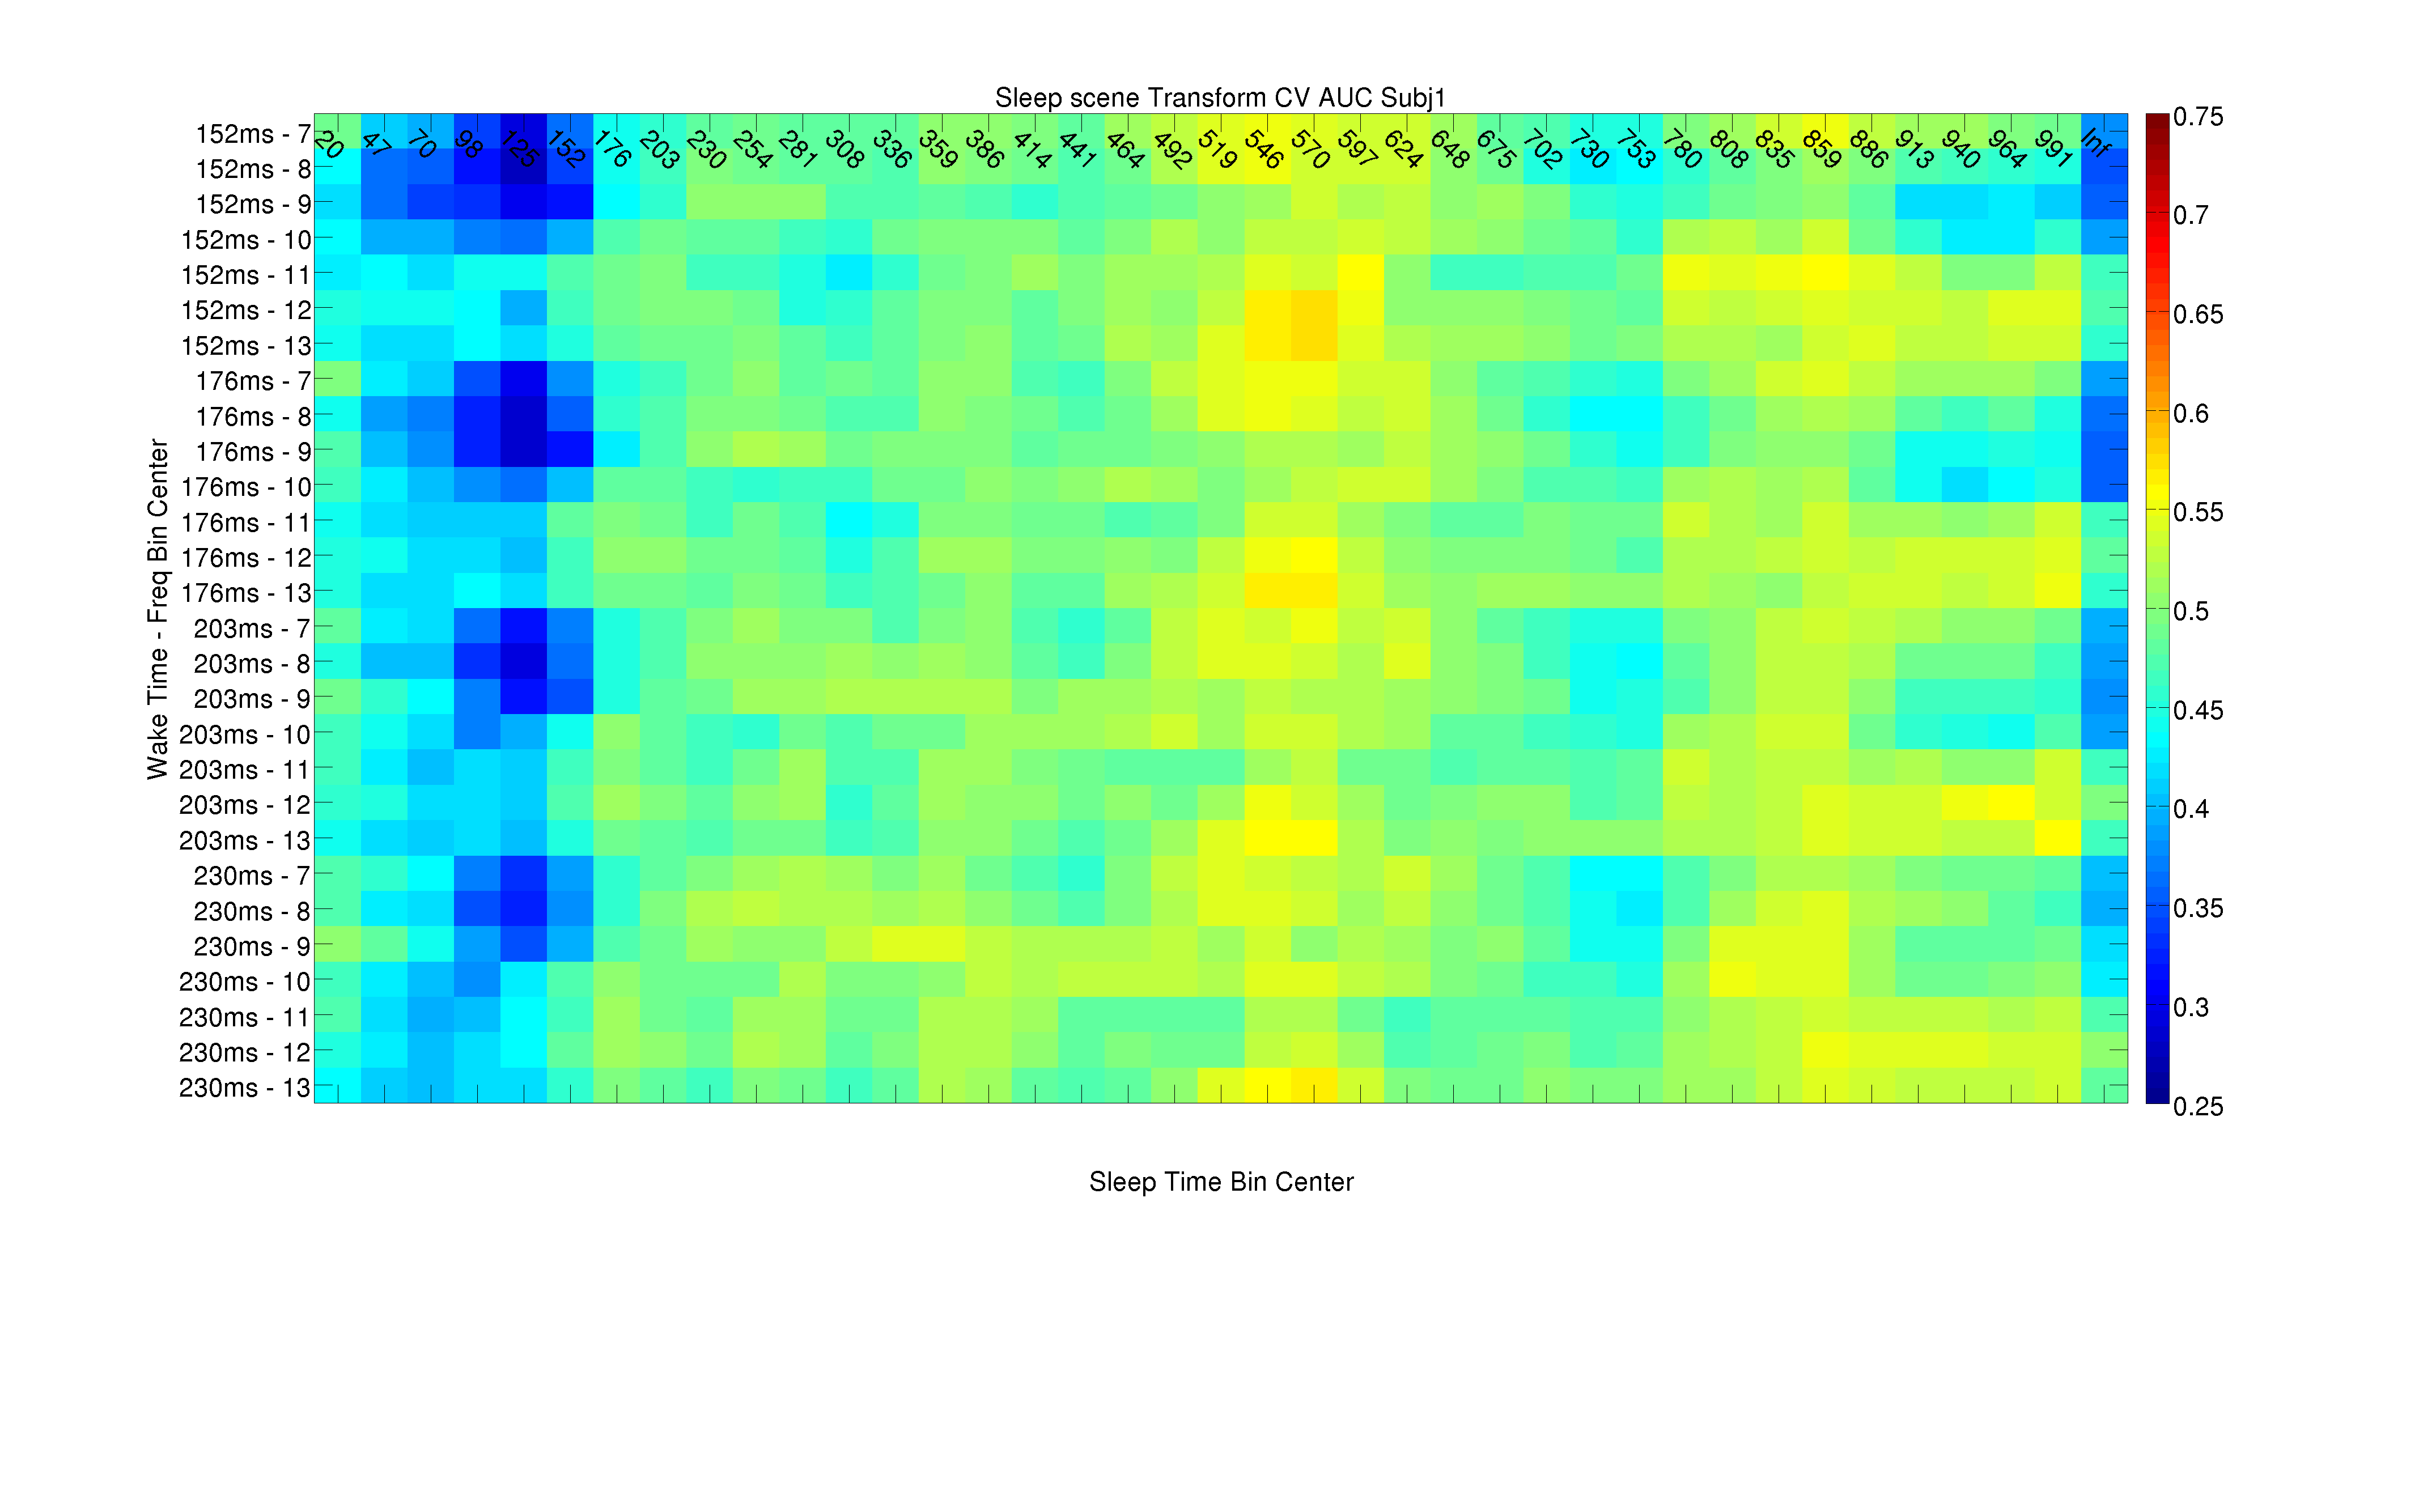 Sleep scene Transform CV AUC Subj1
20 47 70 98 125 152 176 203 230 254 281 308 336 359 386 414 441 464 492 519 546 570 597 624 648 675 702 730 753 780 808 835 859 886 913 940 964 991 Inf
Wake Time - Freq Bin Center
152ms - 7
152ms - 8
152ms - 9
152ms - 10
152ms - 11
152ms - 12
152ms - 13
176ms - 7
176ms - 8
176ms - 9
176ms - 10
176ms - 11
176ms - 12
176ms - 13
203ms - 7
203ms - 8
203ms - 9
203ms - 10
203ms - 11
203ms - 12
203ms - 13
230ms - 7
230ms - 8
230ms - 9
230ms - 10
230ms - 11
230ms - 12
230ms - 13
0.75
0.7
0.65
0.6
0.55
0.5
0.45
0.4
0.35
0.3
0.25
Sleep Time Bin Center